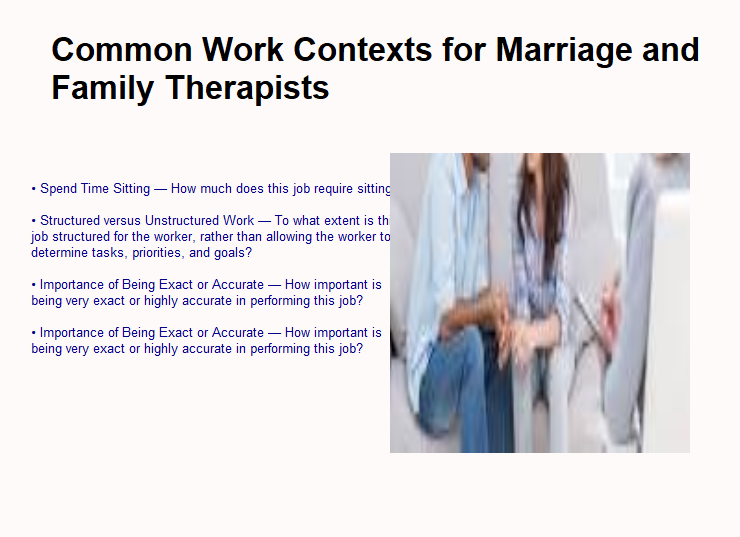 Common Work Contexts for Marriage and
Family Therapists
• Spend Time Sitting — How much does this job require sitting
• Structured versus Unstructured Work — To what extent is
job structured for the worker, rather than allowing the worker to
determine tasks, priorities, and goals?
• Importance of Being Exact or Accurate — How important is
being very exact or highly accurate in performing this job?
• Importance of Being Exact or Accurate — How important is
being very exact or highly accurate in performing this job?